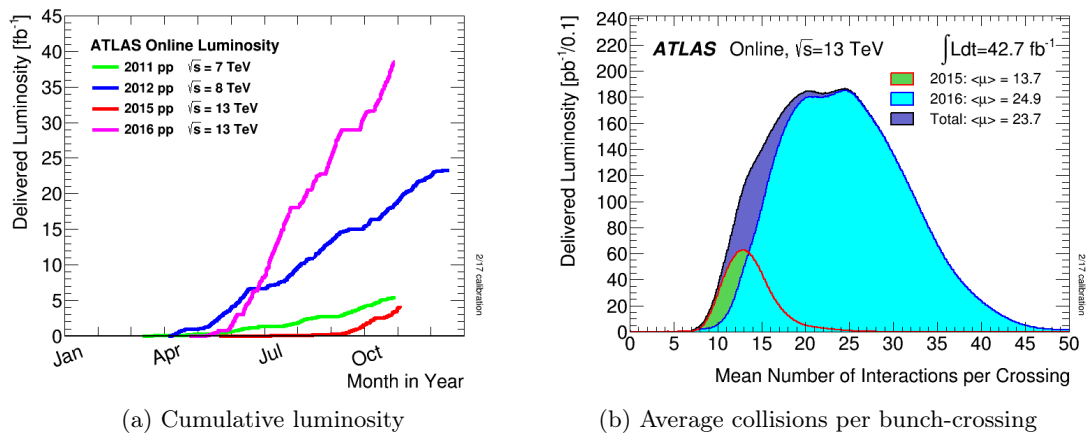 Delivered Luminosity [fb⁻¹]
45
40
35
30
25
20
15
10
5
0
ATLAS Online Luminosity
2011 pp √s = 7 TeV
2012 pp √s = 8 TeV
2015 pp √s = 13 TeV
2016 pp √s = 13 TeV
2/17 calibration
Jan Apr Jul Oct
Month in Year
(a) Cumulative luminosity
Delivered Luminosity [pb⁻¹/0.1]
240
220
200
180
160
140
120
100
80
60
40
20
0
ATLAS Online, √s=13 TeV ∫Ldt=42.7 fb⁻¹
2015: <μ> = 13.7
2016: <μ> = 24.9
Total: <μ> = 23.7
2/17 calibration
0 5 10 15 20 25 30 35 40 45 50
Mean Number of Interactions per Crossing
(b) Average collisions per bunch-crossing